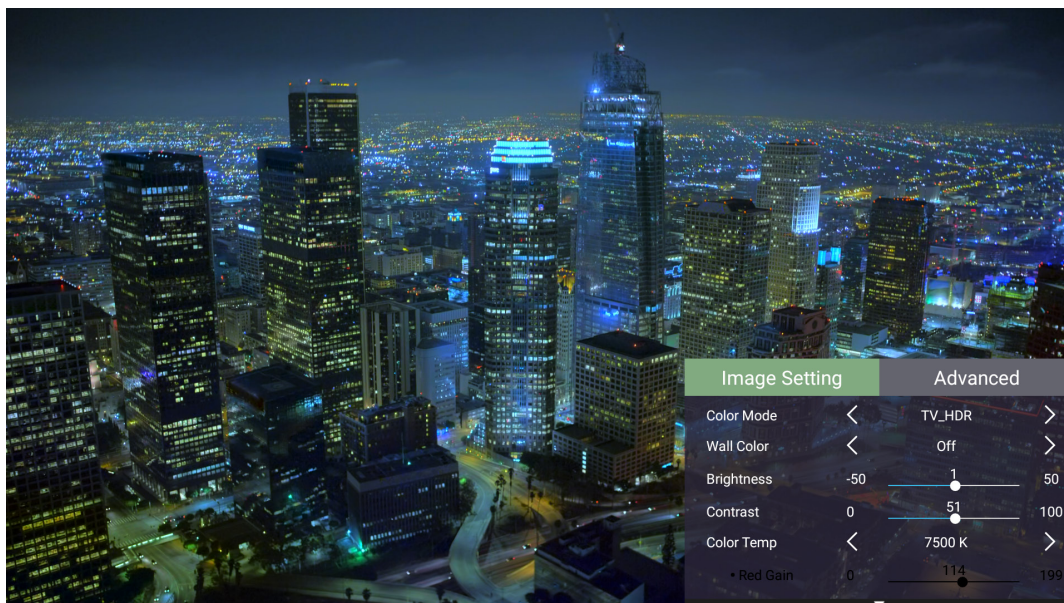 Image Setting Advanced
Color Mode TV_HDR
Wall Color Off
Brightness -50 1 50
Contrast 0 51 100
Color Temp 7500 K
• Red Gain 0 114 199